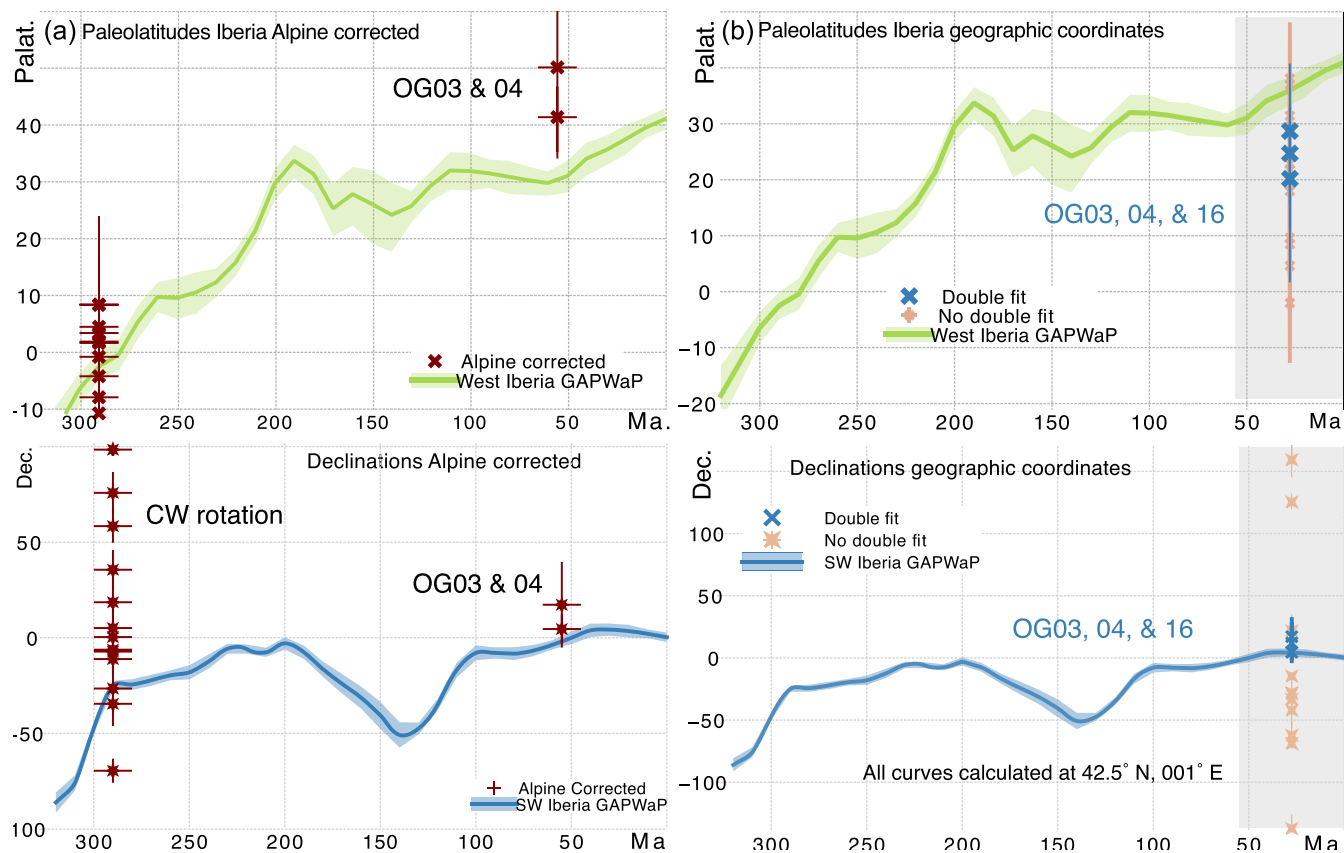 (a) Paleolatitudes Iberia Alpine corrected
Palat.
OG03 & 04
40
30
20
10
0
-10
Alpine corrected
West Iberia GAPWaP
300 250 200 150 100 50 Ma.
(b) Paleolatitudes Iberia geographic coordinates
Palat.
30
20
10
0
−10
−20
OG03, 04, & 16
Double fit
No double fit
West Iberia GAPWaP
300 250 200 150 100 50 Ma
Declinations Alpine corrected
Dec.
CW rotation
50
0
-50
100
OG03 & 04
Alpine Corrected
SW Iberia GAPWaP
300 250 200 150 100 50 Ma
Declinations geographic coordinates
Dec.
100
50
0
−50
−100
Double fit
No double fit
SW Iberia GAPWaP
OG03, 04, & 16
All curves calculated at 42.5° N, 001° E
300 250 200 150 100 50 Ma